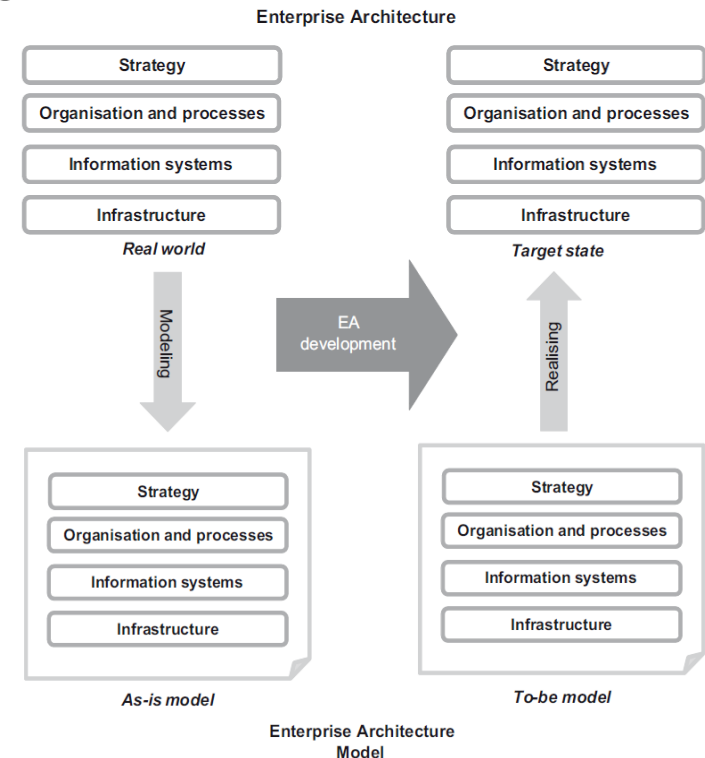 Enterprise Architecture
Strategy
Organisation and processes
Information systems
Infrastructure
Real world
Strategy
Organisation and processes
Information systems
Infrastructure
Target state
Modeling
EA
development
Realising
Strategy
Organisation and processes
Information systems
Infrastructure
As-is model
Strategy
Organisation and processes
Information systems
Infrastructure
To-be model
Enterprise Architecture
Model